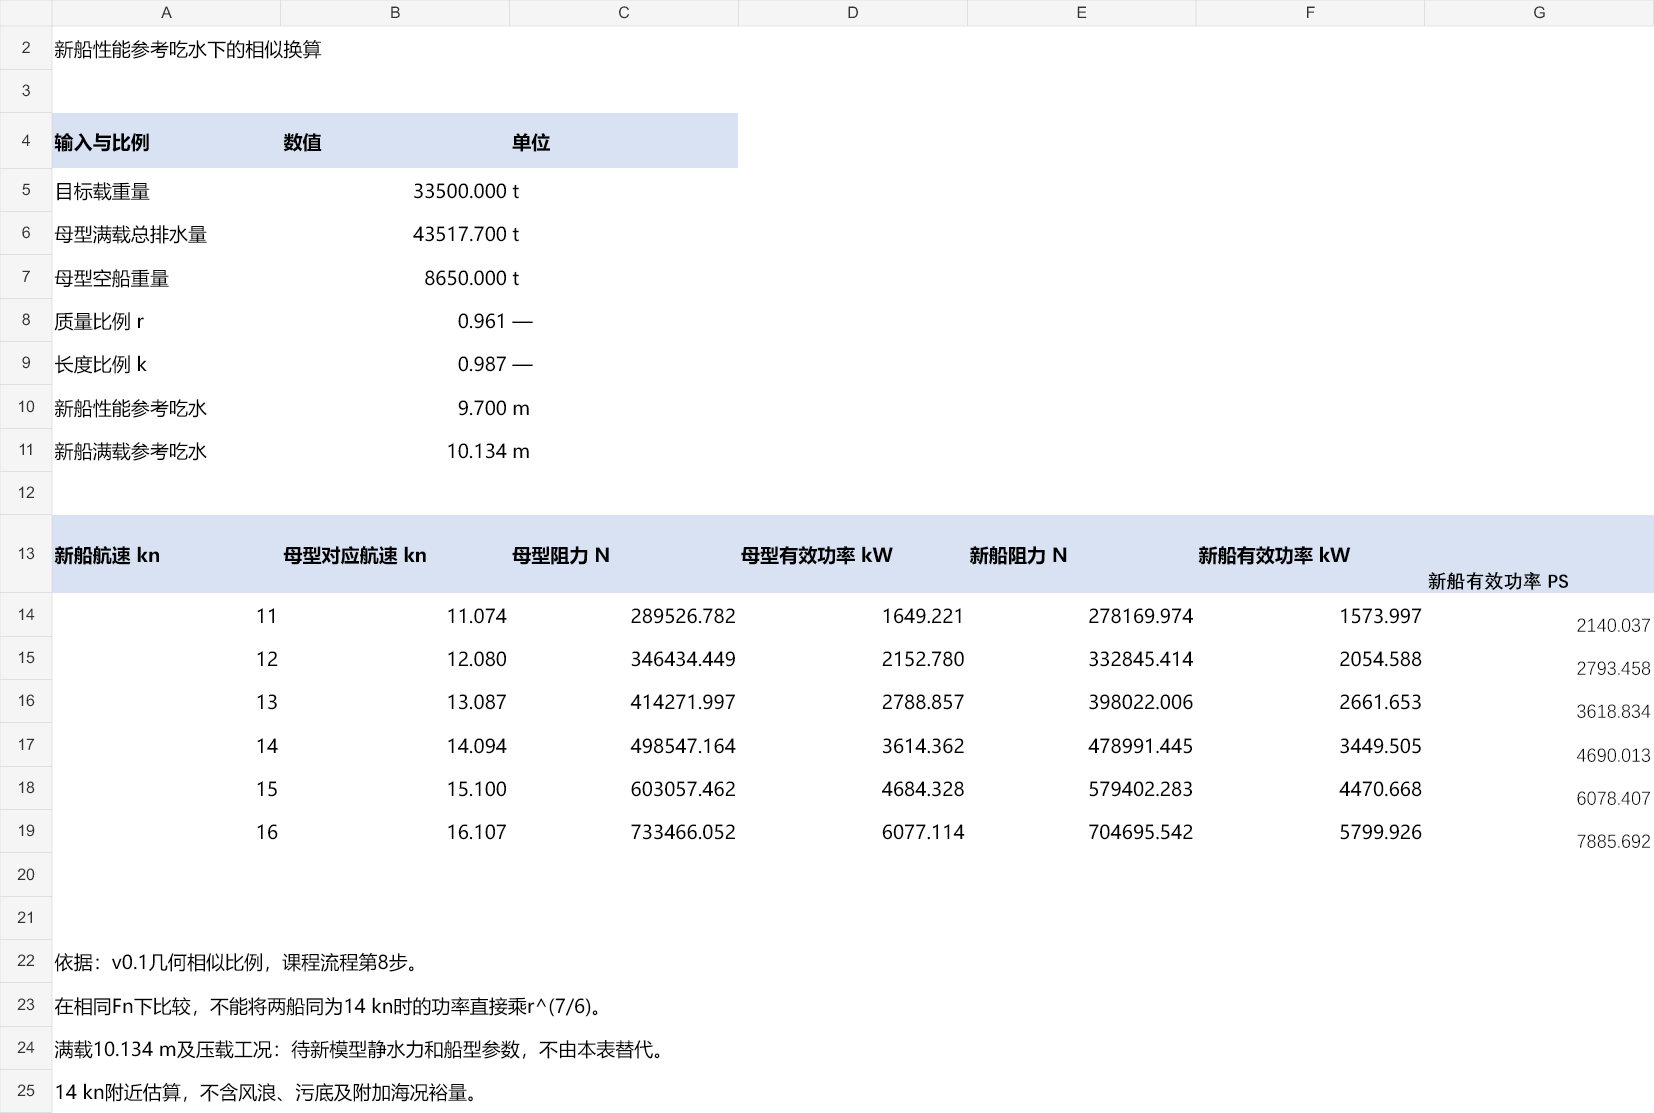 A B C D E F G
2 新船性能参考吃水下的相似换算
3
4 输入与比例 数值 单位
5 目标载重量 33500.000 t
6 母型满载总排水量 43517.700 t
7 母型空船重量 8650.000 t
8 质量比例 r 0.961 —
9 长度比例 k 0.987 —
10 新船性能参考吃水 9.700 m
11 新船满载参考吃水 10.134 m
12
13 新船航速 kn 母型对应航速 kn 母型阻力 N 母型有效功率 kW 新船阻力 N 新船有效功率 kW 新船有效功率 PS
14 11 11.074 289526.782 1649.221 278169.974 1573.997 2140.037
15 12 12.080 346434.449 2152.780 332845.414 2054.588 2793.458
16 13 13.087 414271.997 2788.857 398022.006 2661.653 3618.834
17 14 14.094 498547.164 3614.362 478991.445 3449.505 4690.013
18 15 15.100 603057.462 4684.328 579402.283 4470.668 6078.407
19 16 16.107 733466.052 6077.114 704695.542 5799.926 7885.692
20
21
22 依据：v0.1几何相似比例，课程流程第8步。
23 在相同Fn下比较，不能将两船同为14 kn时的功率直接乘r^(7/6)。
24 满载10.134 m及压载工况：待新模型静水力和船型参数，不由本表替代。
25 14 kn附近估算，不含风浪、污底及附加海况裕量。